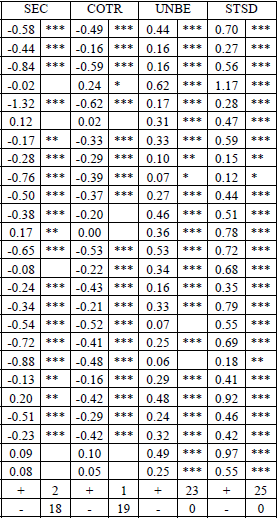 SEC COTR UNBE STSD
-0.58 *** -0.49 *** 0.44 *** 0.70 ***
-0.44 *** -0.16 *** 0.16 *** 0.27 ***
-0.84 *** -0.59 *** 0.16 *** 0.56 ***
-0.02 0.24 * 0.62 *** 1.17 ***
-1.32 *** -0.62 *** 0.17 *** 0.28 ***
0.12 0.02 0.31 *** 0.47 ***
-0.17 ** -0.33 *** 0.33 *** 0.59 ***
-0.28 ** -0.29 *** 0.10 ** 0.15 **
-0.76 *** -0.39 *** 0.07 * 0.12 *
-0.50 *** -0.37 *** 0.27 *** 0.44 ***
-0.38 *** -0.20 0.46 *** 0.51 ***
0.17 ** 0.00 0.36 *** 0.78 ***
-0.65 *** -0.53 *** 0.53 *** 0.72 ***
-0.08 -0.22 *** 0.34 *** 0.68 ***
-0.24 *** -0.43 *** 0.16 *** 0.35 ***
-0.34 *** -0.21 *** 0.33 *** 0.79 ***
-0.54 *** -0.52 *** 0.07 0.55 ***
-0.72 *** -0.41 *** 0.25 *** 0.69 ***
-0.88 *** -0.48 *** 0.06 0.18 **
-0.13 ** -0.16 *** 0.29 *** 0.41 ***
0.20 ** -0.42 *** 0.48 *** 0.92 ***
-0.51 *** -0.29 *** 0.24 *** 0.46 ***
-0.23 *** -0.42 *** 0.32 *** 0.42 ***
0.09 0.10 0.49 *** 0.97 ***
0.08 0.05 0.25 *** 0.55 ***
+ 2 + 1 + 23 + 25
- 18 - 19 - 0 - 0